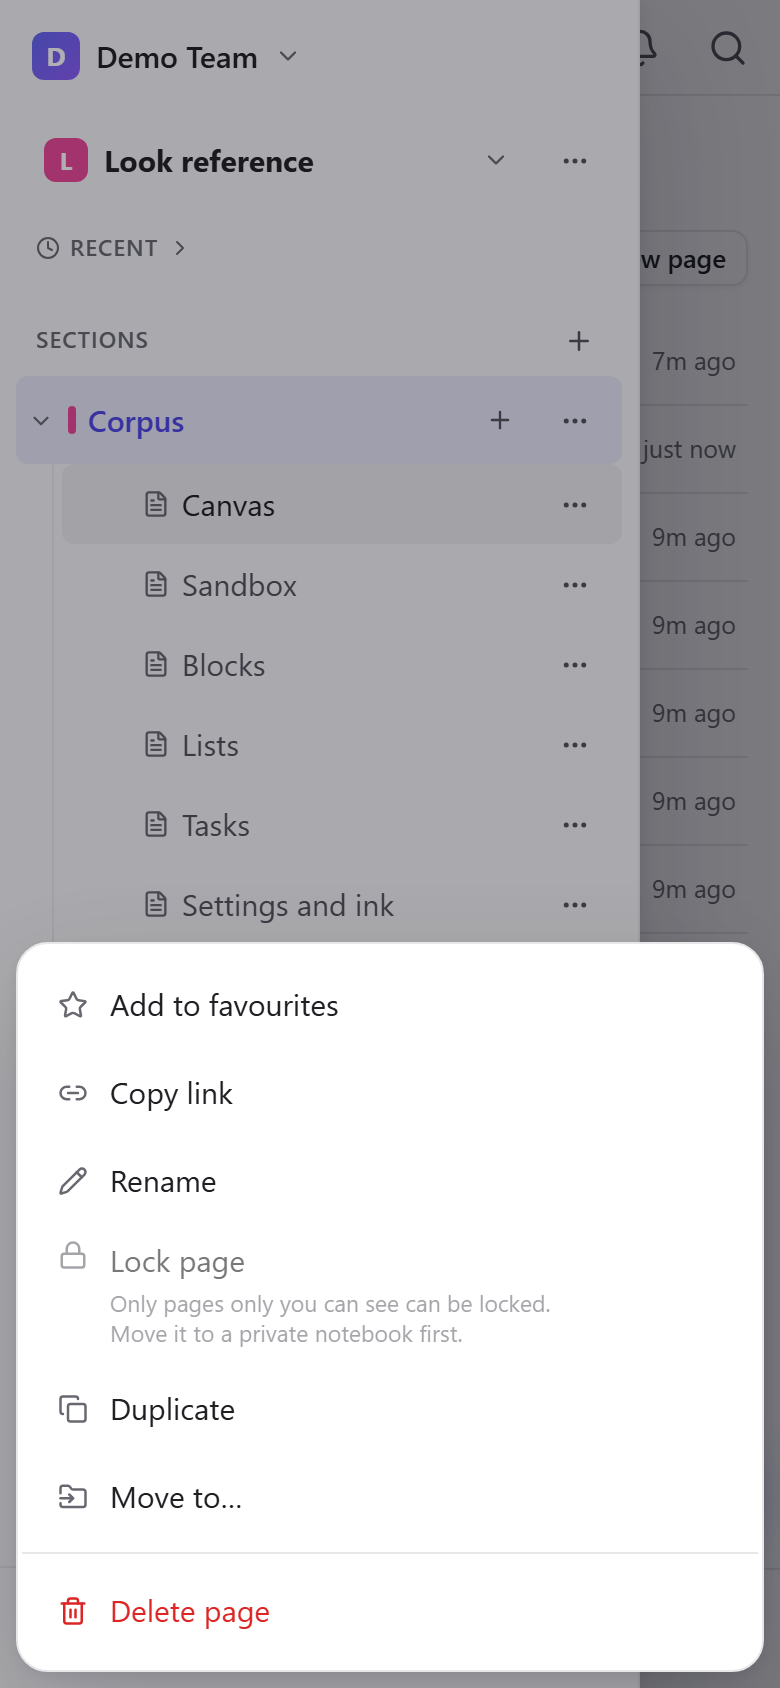 D Demo Team
L Look reference
RECENT
w page
SECTIONS
7m ago
Corpus
just now
Canvas
9m ago
Sandbox
9m ago
Blocks
9m ago
Lists
9m ago
Tasks
9m ago
Settings and ink
Add to favourites
Copy link
Rename
Lock page
Only pages only you can see can be locked.
Move it to a private notebook first.
Duplicate
Move to...
Delete page